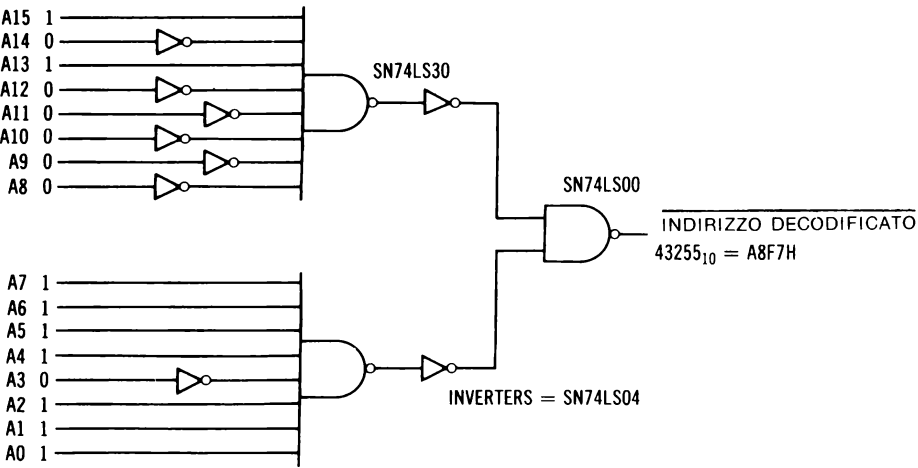 A15 1
A14 0
A13 1
A12 0
A11 0
A10 0
A9 0
A8 0
SN74LS30
SN74LS00
INDIRIZZO DECODIFICATO
43255₁₀ = A8F7H
A7 1
A6 1
A5 1
A4 1
A3 0
A2 1
A1 1
A0 1
INVERTERS = SN74LS04